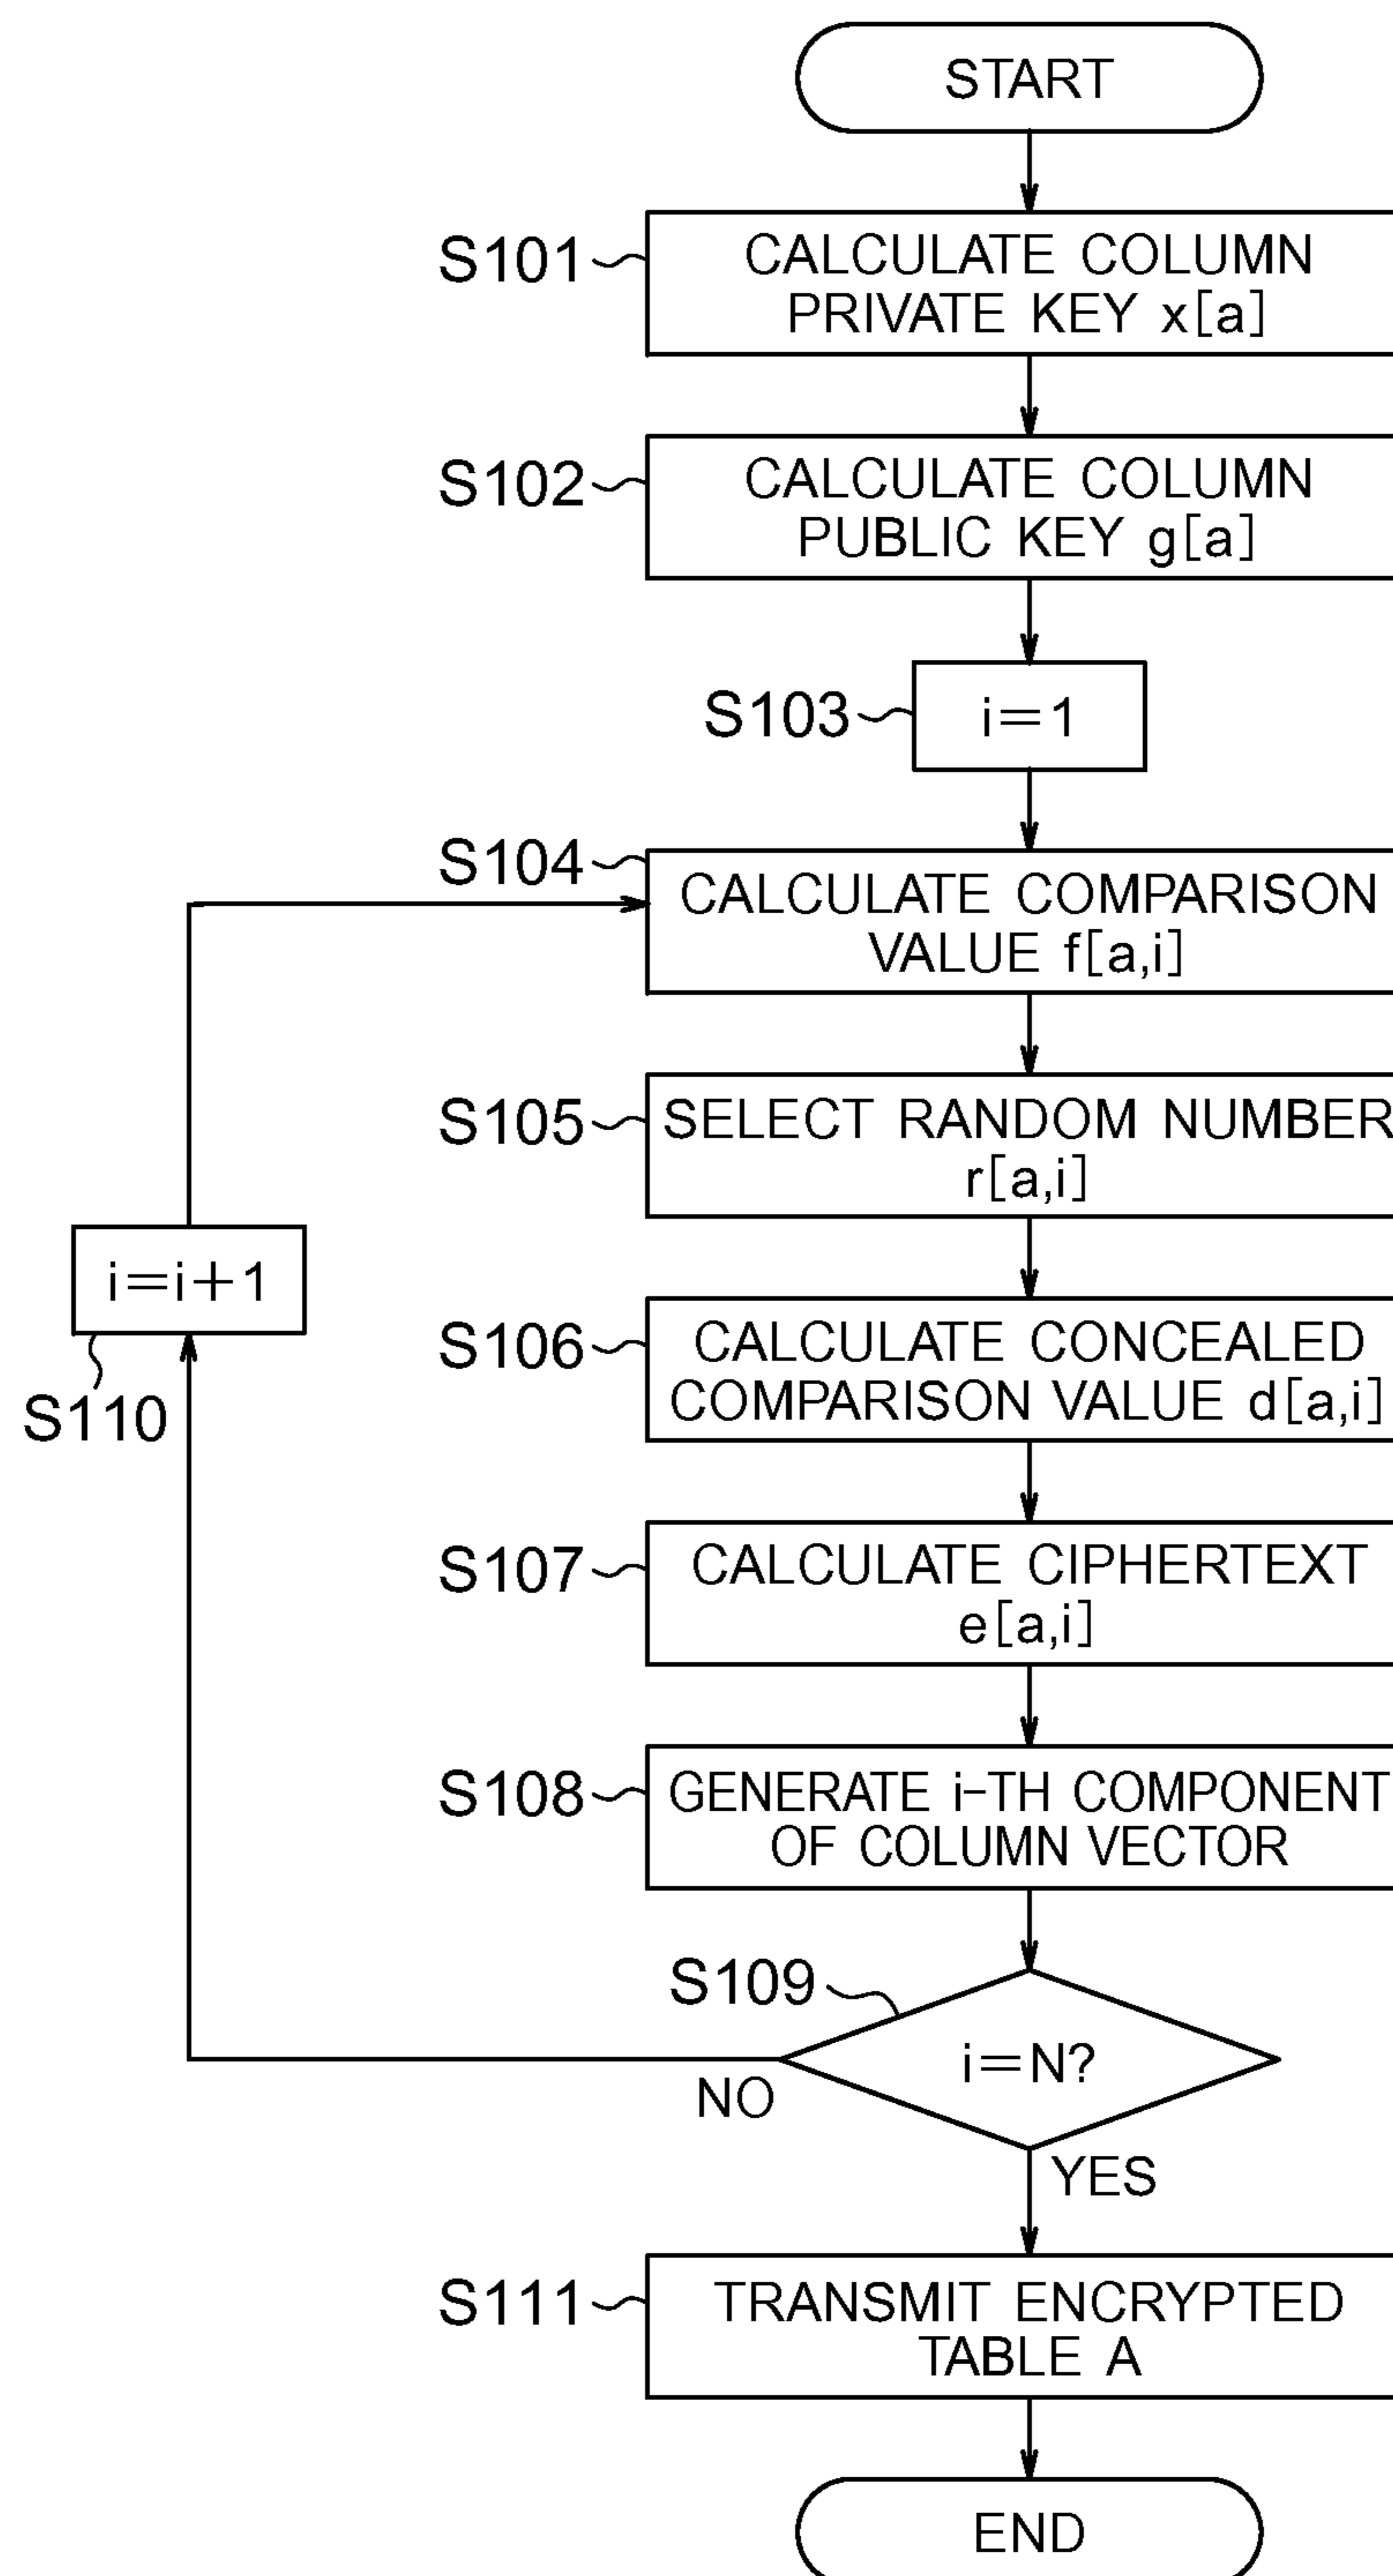 START
S101
CALCULATE COLUMN
PRIVATE KEY x[a]
S102
CALCULATE COLUMN
PUBLIC KEY g[a]
S103
i=1
S104
CALCULATE COMPARISON
VALUE f[a,i]
S105
SELECT RANDOM NUMBER
r[a,i]
i=i+1
S110
S106
CALCULATE CONCEALED
COMPARISON VALUE d[a,i]
S107
CALCULATE CIPHERTEXT
e[a,i]
S108
GENERATE i-TH COMPONENT
OF COLUMN VECTOR
S109
i=N?
NO
YES
S111
TRANSMIT ENCRYPTED
TABLE A
END